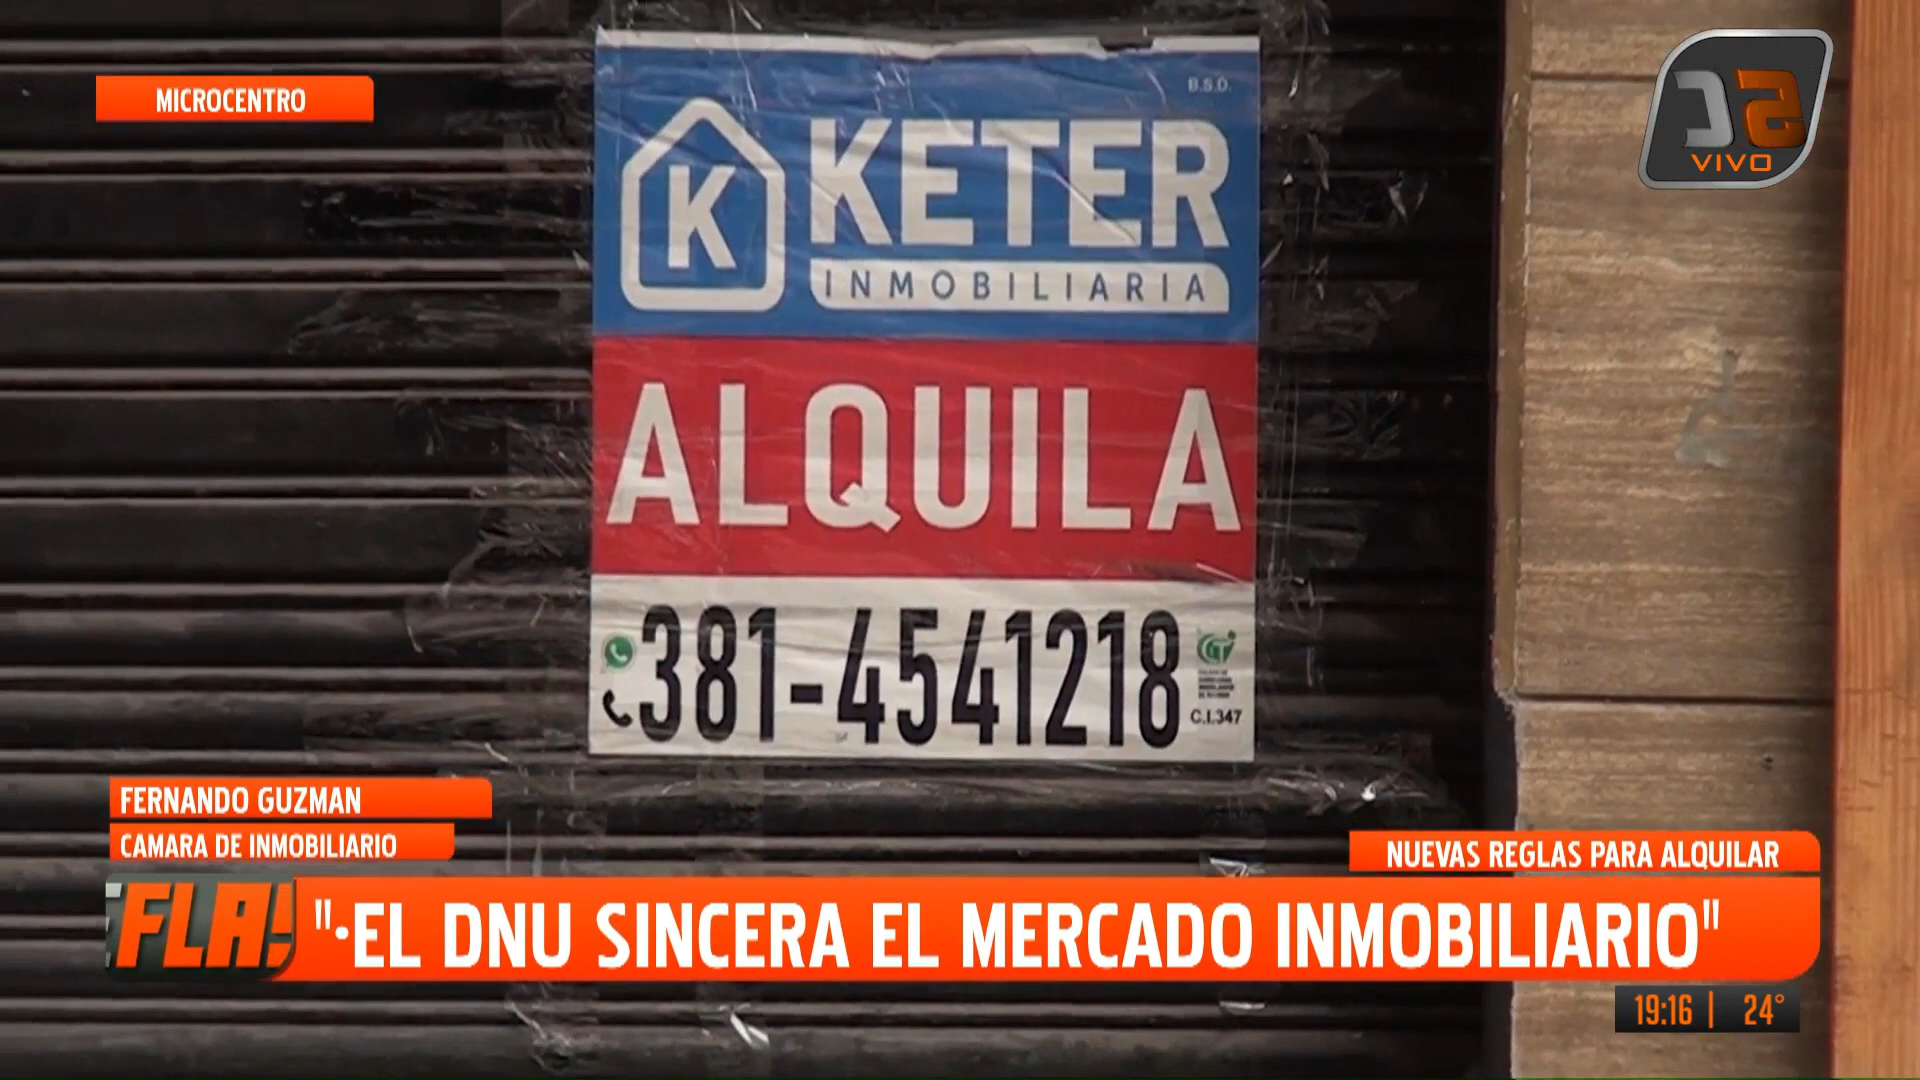 MICROCENTRO
VIVO
B.S.D.
K KETER
INMOBILIARIA
ALQUILA
381-4541218
C.I.347
FERNANDO GUZMAN
CAMARA DE INMOBILIARIO
NUEVAS REGLAS PARA ALQUILAR
FLA!
"·EL DNU SINCERA EL MERCADO INMOBILIARIO"
19:16 | 24°